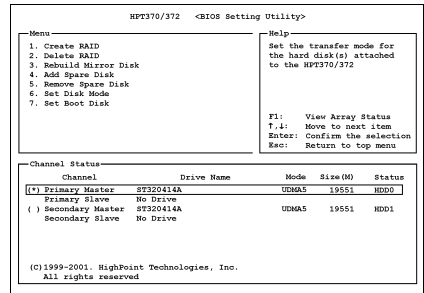 HPT370/372 <BIOS Setting Utility>
Menu
1. Create RAID
2. Delete RAID
3. Rebuild Mirror Disk
4. Add Spare Disk
5. Remove Spare Disk
6. Set Disk Mode
7. Set Boot Disk
Help
Set the transfer mode for
the hard disk(s) attached
to the HPT370/372
F1: View Array Status
↑,↓: Move to next item
Enter: Confirm the selection
Esc: Return to top menu
Channel Status
Channel Drive Name Mode Size(M) Status
(*) Primary Master ST320414A UDMA5 19551 HDD0
Primary Slave No Drive
( ) Secondary Master ST320414A UDMA5 19551 HDD1
Secondary Slave No Drive
(C)1999-2001. HighPoint Technologies, Inc.
All rights reserved